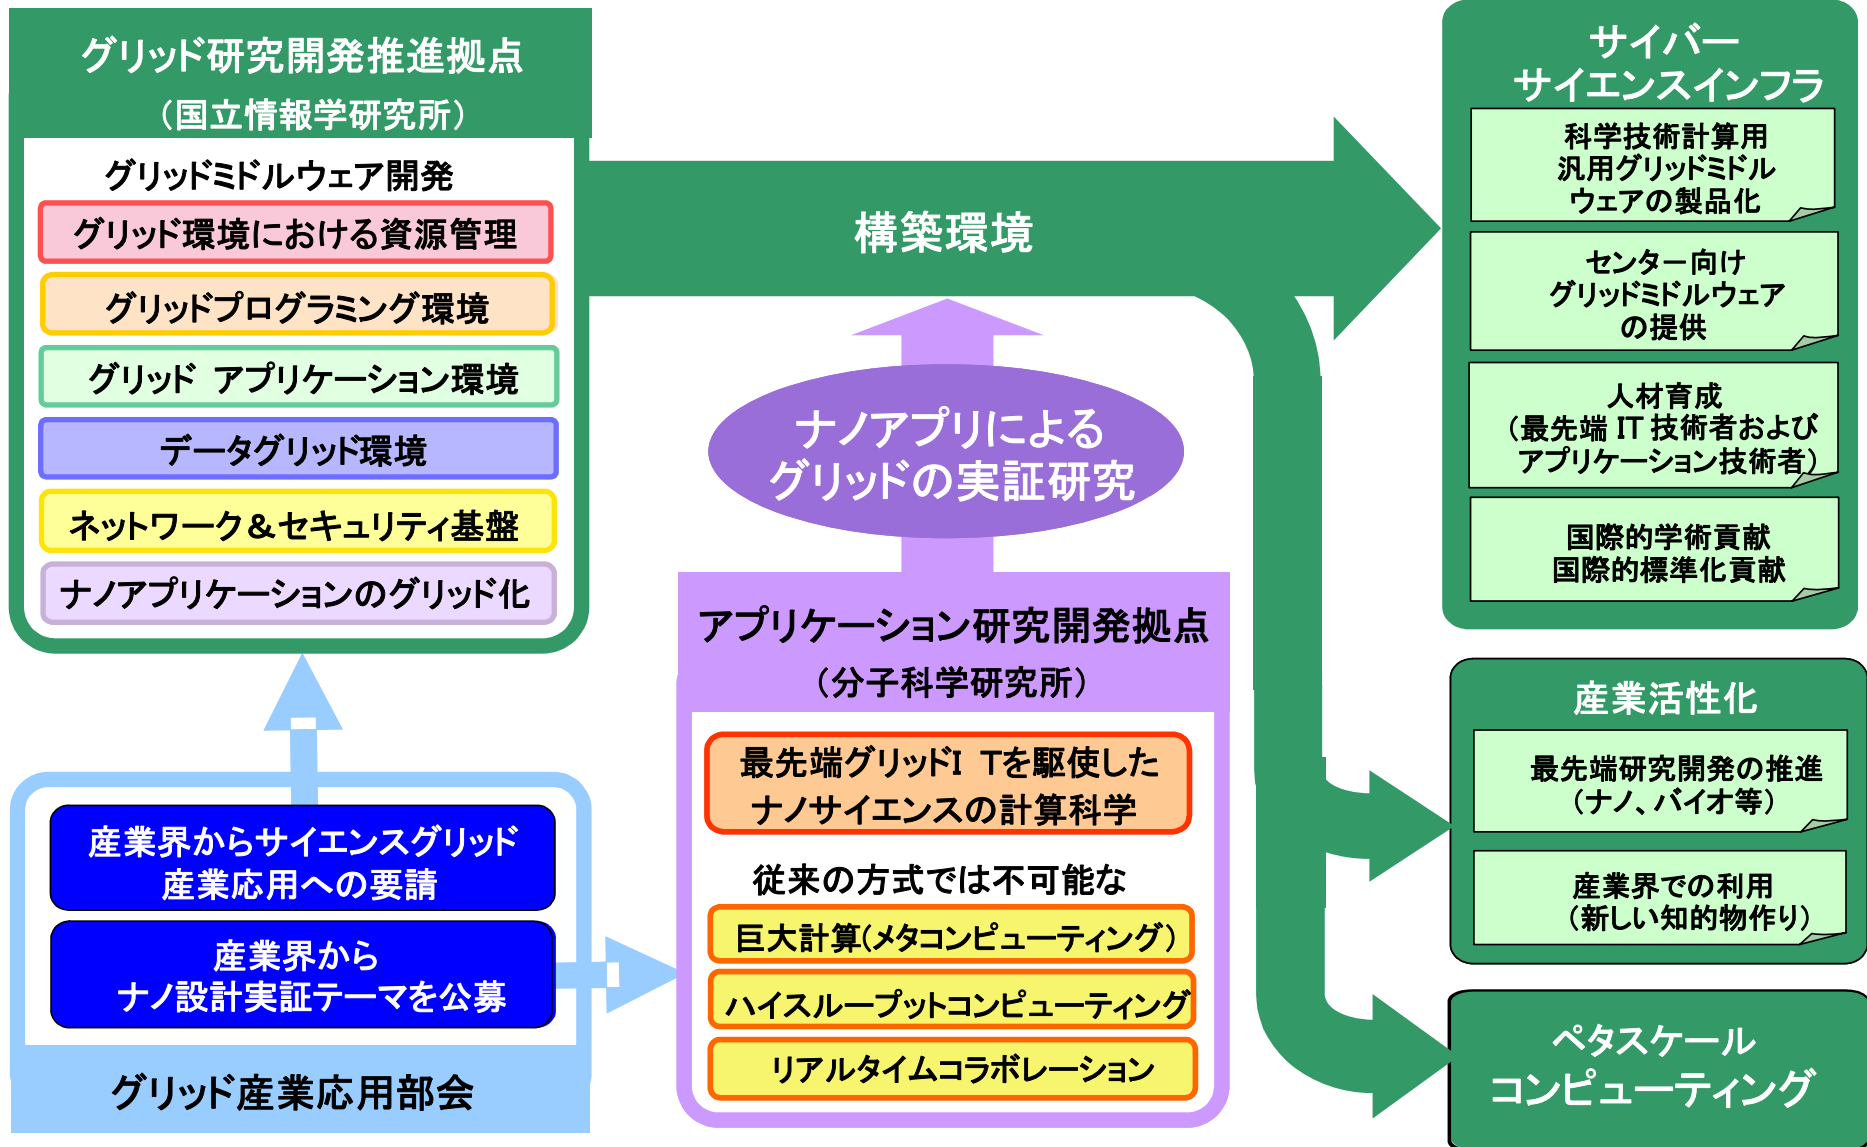 グリッド研究開発推進拠点
（国立情報学研究所）
グリッドミドルウェア開発
グリッド環境における資源管理
グリッドプログラミング環境
グリッド アプリケーション環境
データグリッド環境
ネットワーク＆セキュリティ基盤
ナノアプリケーションのグリッド化
産業界からサイエンスグリッド
産業応用への要請
産業界から
ナノ設計実証テーマを公募
グリッド産業応用部会
構築環境
ナノアプリによる
グリッドの実証研究
アプリケーション研究開発拠点
（分子科学研究所）
最先端グリッドI Tを駆使した
ナノサイエンスの計算科学
従来の方式では不可能な
巨大計算(メタコンピューティング）
ハイスループットコンピューティング
リアルタイムコラボレーション
サイバー
サイエンスインフラ
科学技術計算用
汎用グリッドミドル
ウェアの製品化
センター向け
グリッドミドルウェア
の提供
人材育成
（最先端 IT 技術者および
アプリケーション技術者）
国際的学術貢献
国際的標準化貢献
産業活性化
最先端研究開発の推進
（ナノ、バイオ等）
産業界での利用
（新しい知的物作り）
ペタスケール
コンピューティング